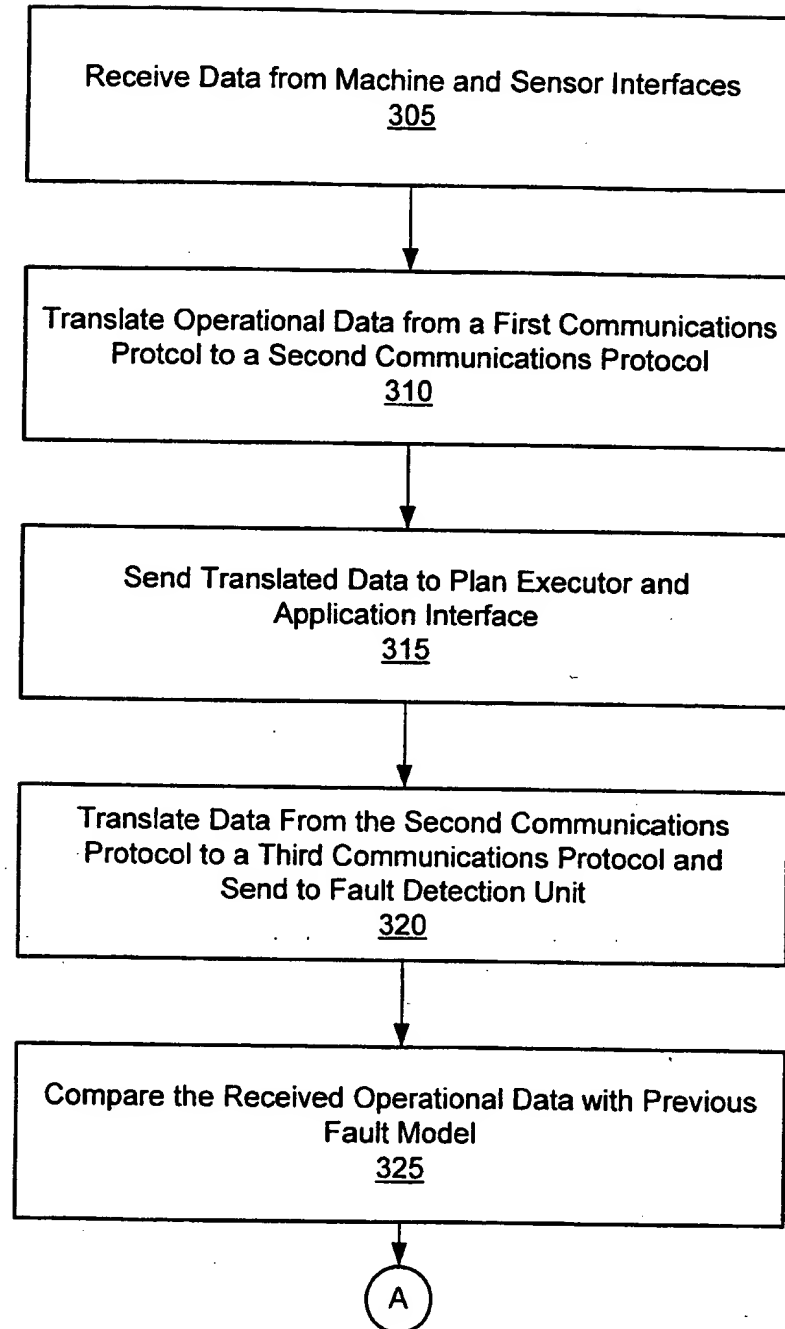 Receive Data from Machine and Sensor Interfaces
305
Translate Operational Data from a First Communications
Protcol to a Second Communications Protocol
310
Send Translated Data to Plan Executor and
Application Interface
315
Translate Data From the Second Communications
Protocol to a Third Communications Protocol and
Send to Fault Detection Unit
320
Compare the Received Operational Data with Previous
Fault Model
325
A